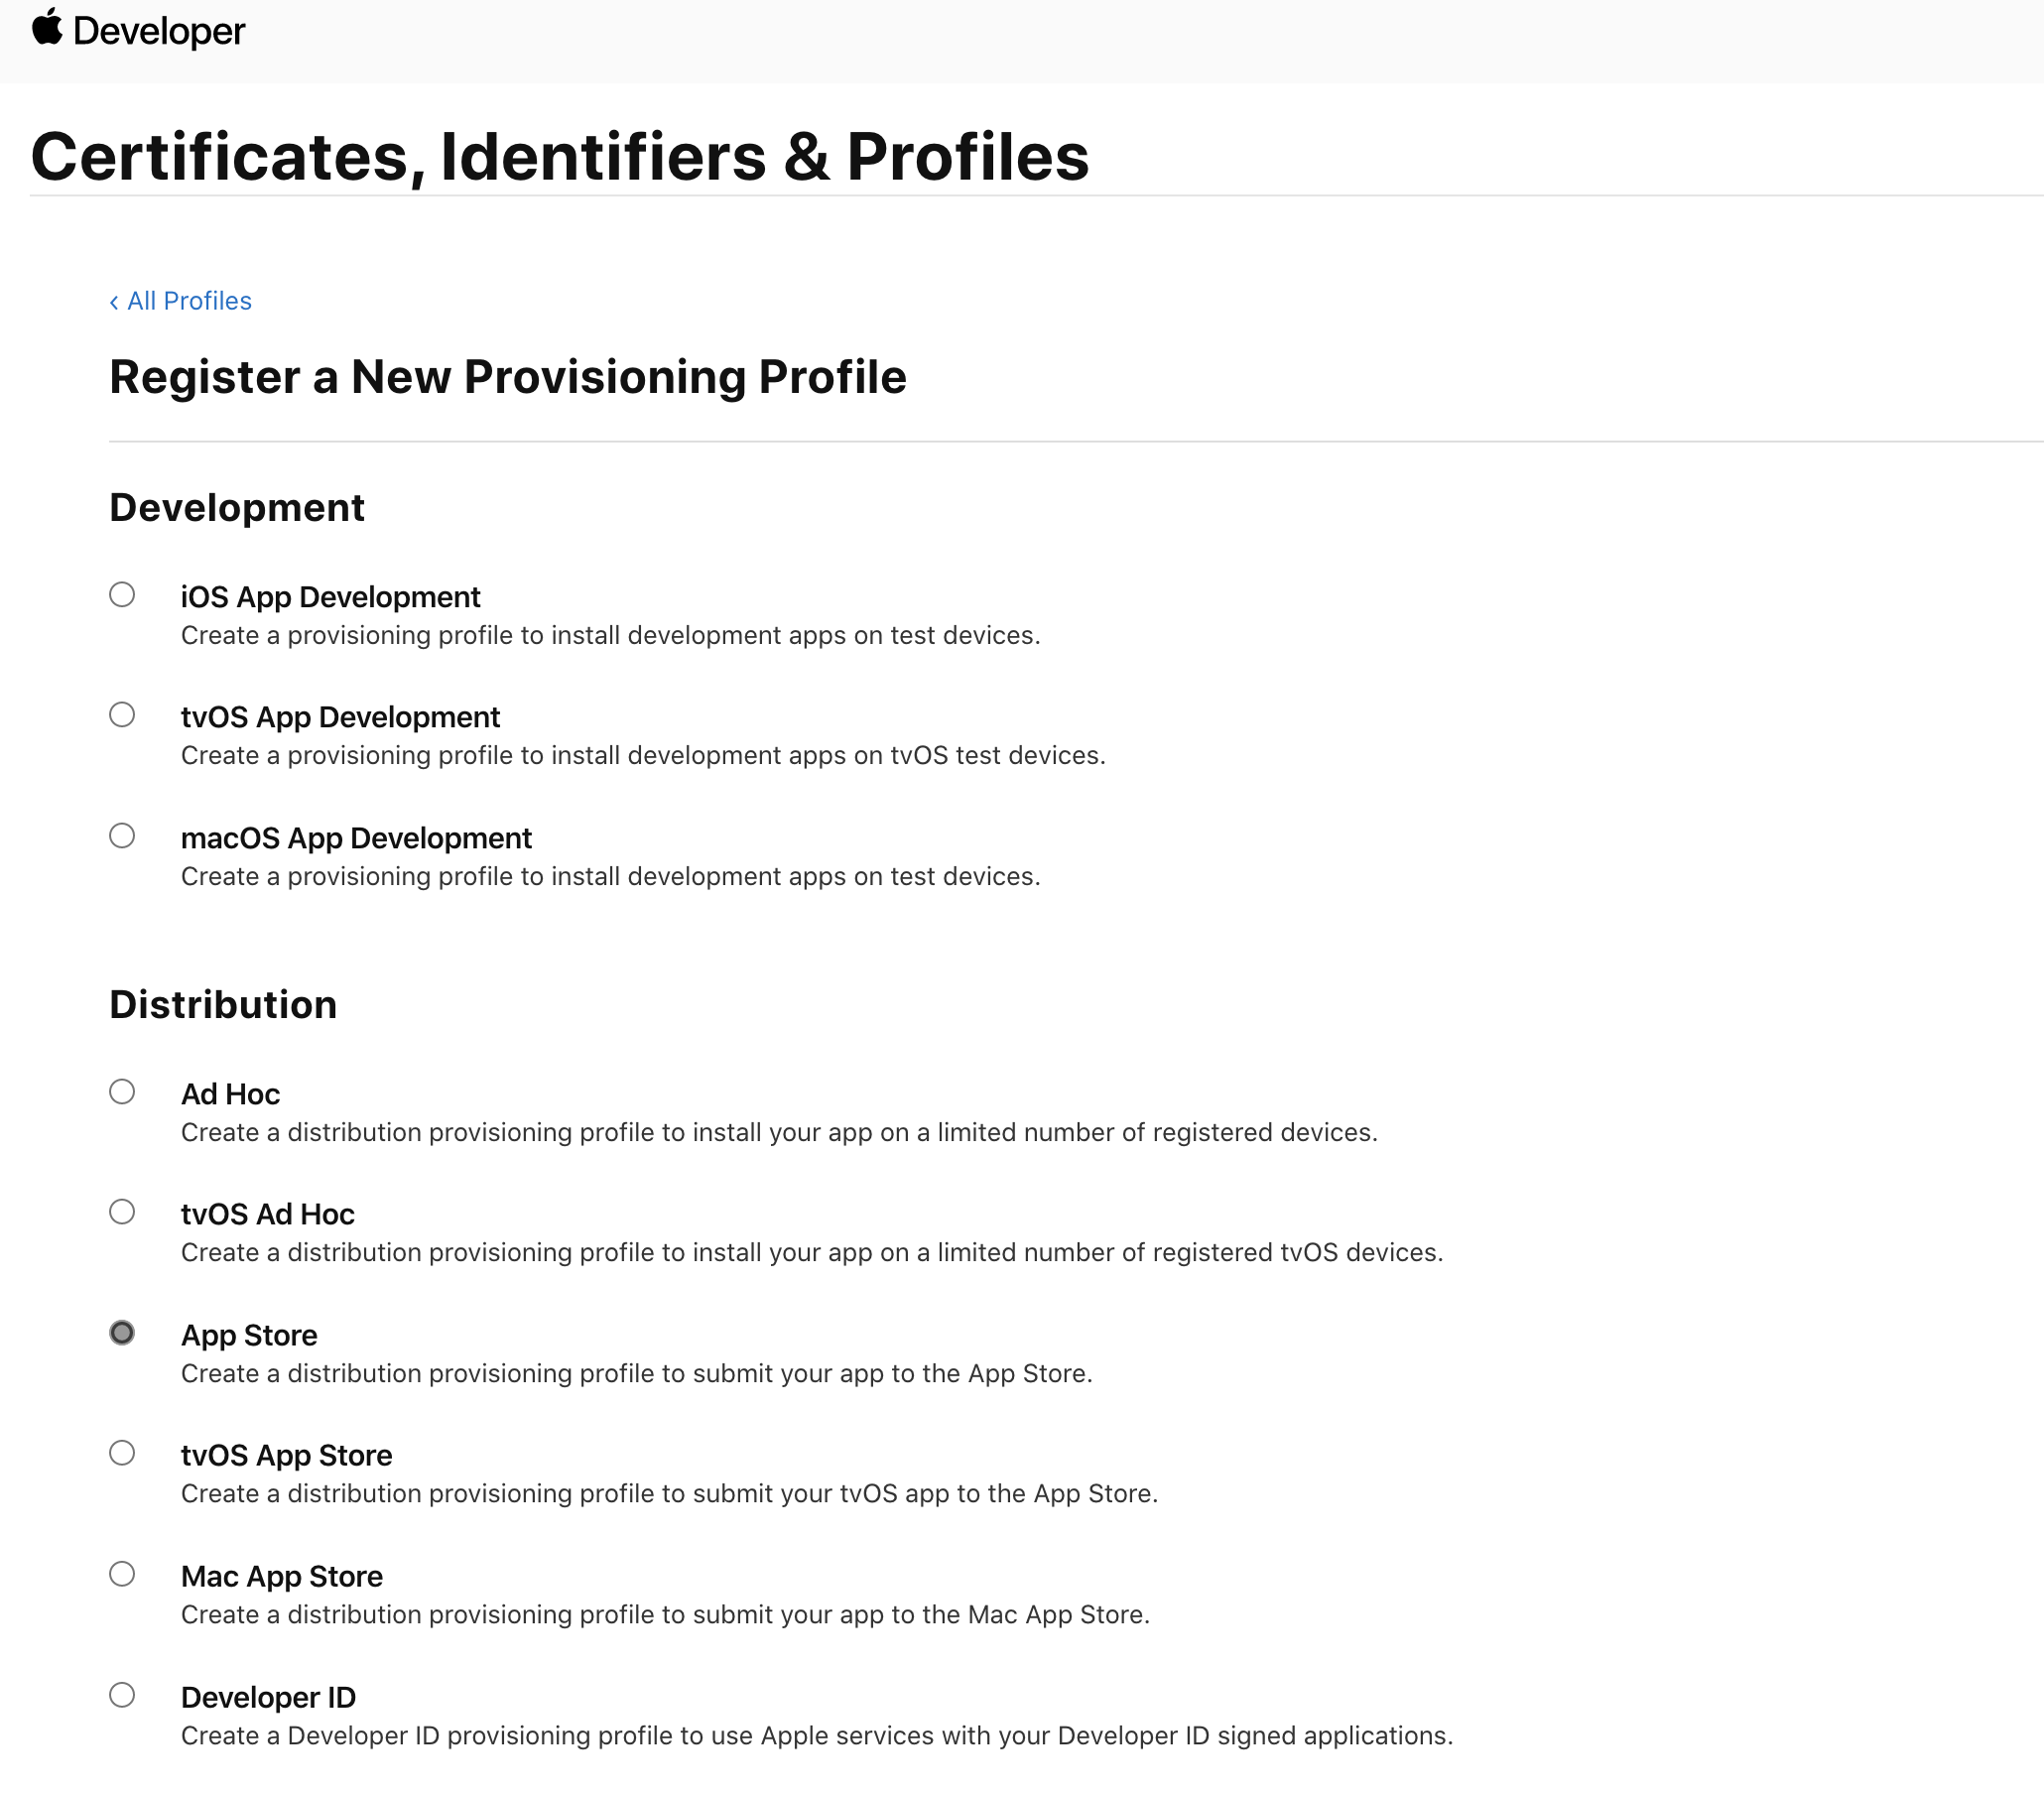 Developer
Certificates, Identifiers & Profiles
‹ All Profiles
Register a New Provisioning Profile
Development
iOS App Development
Create a provisioning profile to install development apps on test devices.
tvOS App Development
Create a provisioning profile to install development apps on tvOS test devices.
macOS App Development
Create a provisioning profile to install development apps on test devices.
Distribution
Ad Hoc
Create a distribution provisioning profile to install your app on a limited number of registered devices.
tvOS Ad Hoc
Create a distribution provisioning profile to install your app on a limited number of registered tvOS devices.
App Store
Create a distribution provisioning profile to submit your app to the App Store.
tvOS App Store
Create a distribution provisioning profile to submit your tvOS app to the App Store.
Mac App Store
Create a distribution provisioning profile to submit your app to the Mac App Store.
Developer ID
Create a Developer ID provisioning profile to use Apple services with your Developer ID signed applications.